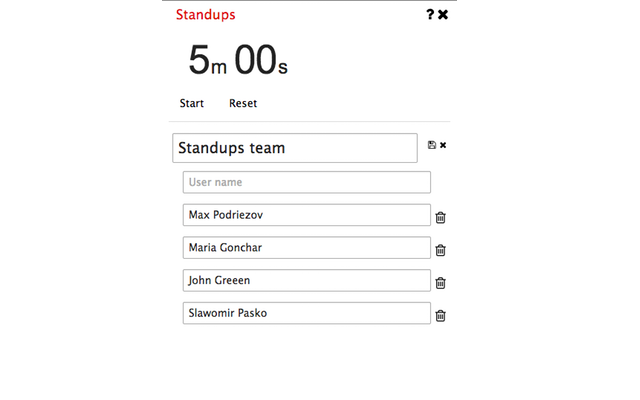 Standups ? ✖
5m 00s
Start Reset
Standups team
User name
Max Podriezov
Maria Gonchar
John Greeen
Slawomir Pasko